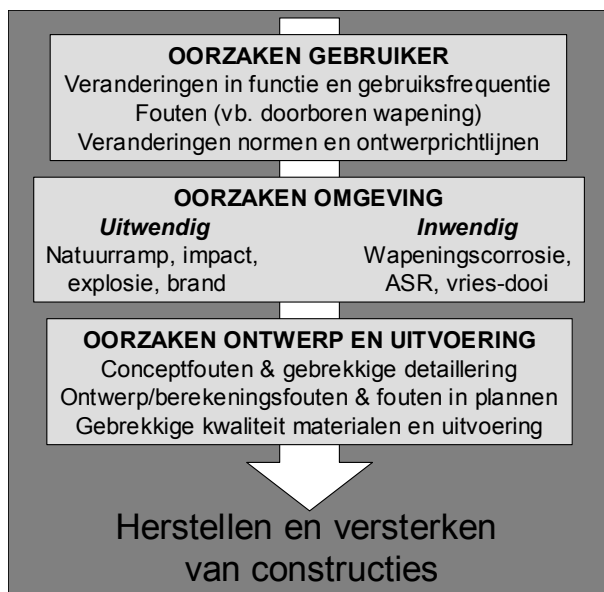 OORZAKEN GEBRUIKER
Veranderingen in functie en gebruiksfrequentie
Fouten (vb. doorboren wapening)
Veranderingen normen en ontwerprichtlijnen
OORZAKEN OMGEVING
Uitwendig
Natuurramp, impact,
explosie, brand
Inwendig
Wapeningscorrosie,
ASR, vries-dooi
OORZAKEN ONTWERP EN UITVOERING
Conceptfouten & gebrekkige detaillering
Ontwerp/berekeningsfouten & fouten in plannen
Gebrekkige kwaliteit materialen en uitvoering
Herstellen en versterken
van constructies